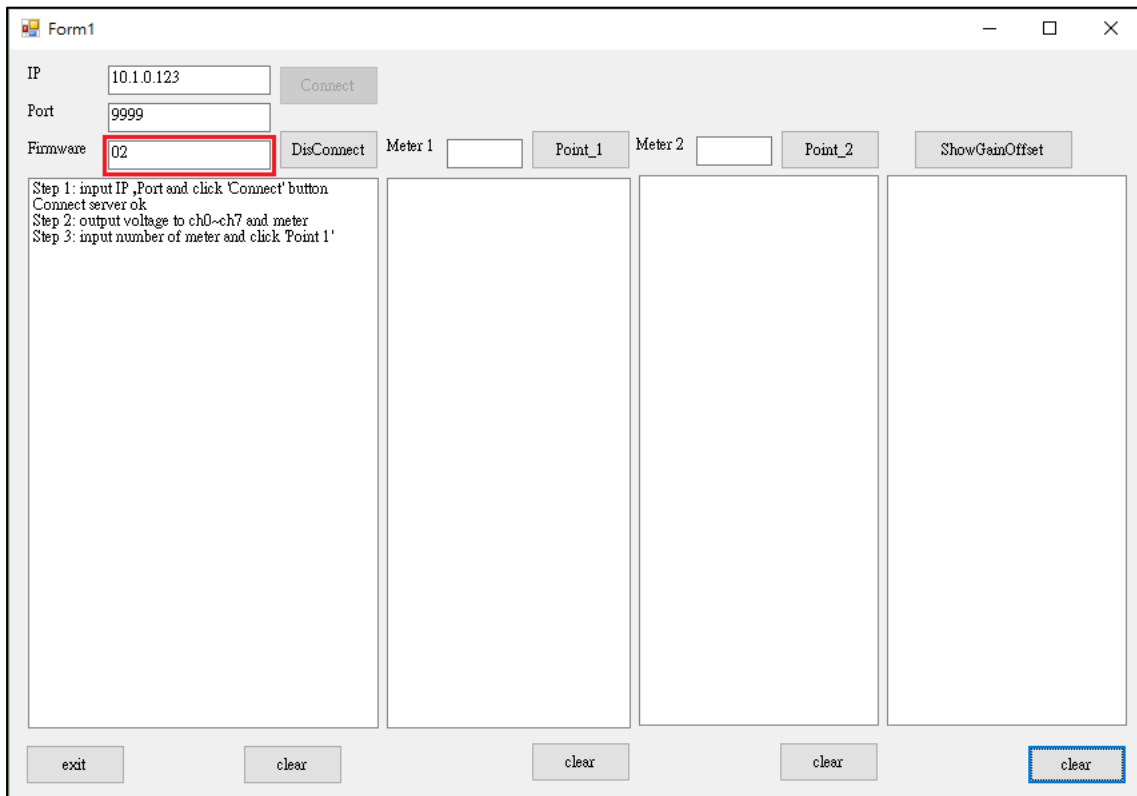 Form1
IP
10.1.0.123
Connect
Port
9999
Firmware
02
DisConnect
Meter 1
Point_1
Meter 2
Point_2
ShowGainOffset
Step 1: input IP ,Port and click 'Connect' button
Connect server ok
Step 2: output voltage to ch0~ch7 and meter
Step 3: input number of meter and click 'Point 1'
exit
clear
clear
clear
clear